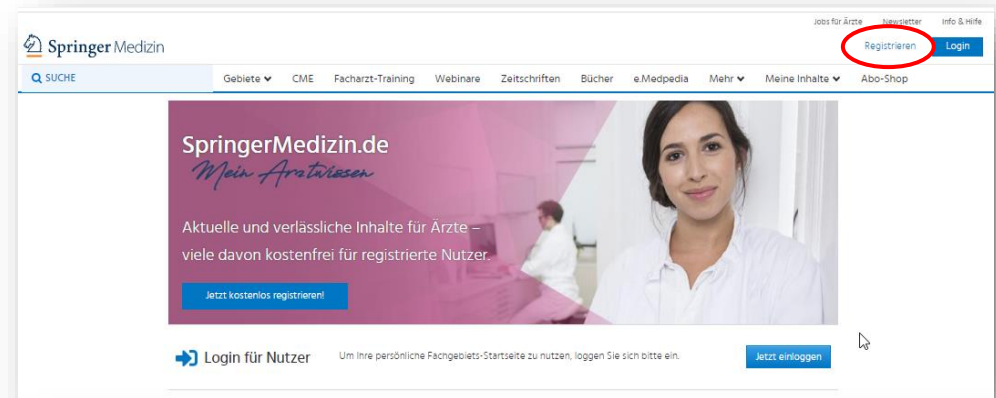 Jobs für Ärzte Newsletter Info & Hilfe
Springer Medizin
Registrieren Login
SUCHE Gebiete CME Facharzt-Training Webinare Zeitschriften Bücher e.Medpedia Mehr Meine Inhalte Abo-Shop
SpringerMedizin.de
Mein Arztwissen
Aktuelle und verlässliche Inhalte für Ärzte –
viele davon kostenfrei für registrierte Nutzer.
Jetzt kostenlos registrieren!
Login für Nutzer Um Ihre persönliche Fachgebiets-Startseite zu nutzen, loggen Sie sich bitte ein. Jetzt einloggen